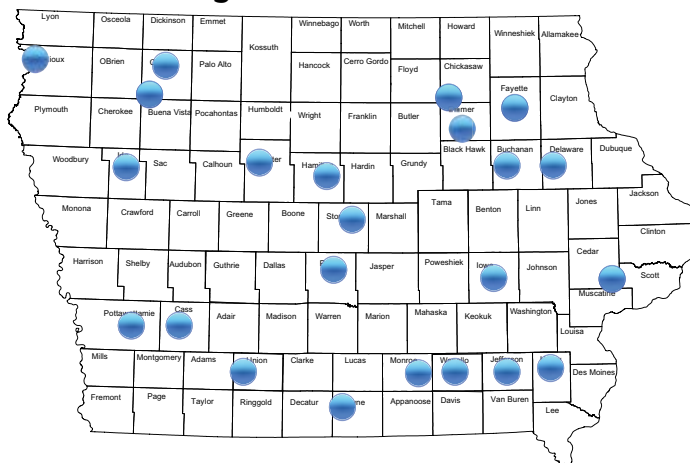 Lyon Osceola Dickinson Emmet Winnebago Worth Mitchell Howard Winneshiek Allamakee
Kossuth
OBrien Palo Alto Hancock Cerro Gordo Floyd Chickasaw
Fayette Clayton
Plymouth Cherokee Buena Vista Pocahontas Humboldt Wright Franklin Butler
Woodbury Sac Calhoun Hardin Grundy Black Hawk Buchanan Delaware Dubuque
Jackson
Monona Crawford Carroll Greene Boone Marshall Tama Benton Linn Jones
Clinton
Harrison Shelby Audubon Guthrie Dallas Jasper Poweshiek Johnson Cedar Scott
Muscatine
Cass Adair Madison Warren Marion Mahaska Keokuk Washington
Louisa
Mills Montgomery Adams Clarke Lucas Des Moines
Fremont Page Taylor Ringgold Decatur Appanoose Davis Van Buren Lee